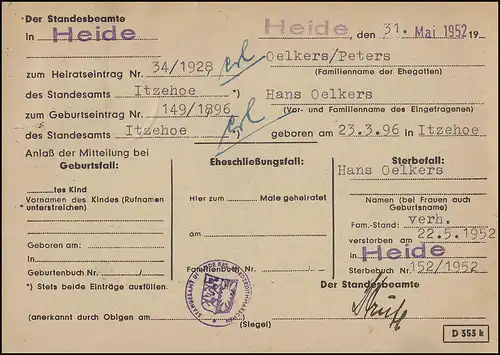 Der Standesbeamte
In Heide Heide, den 31. Mai 1952 19
zum Heiratseintrag Nr. 34/1928 erl Oelkers/Peters
(Familienname der Ehegatten)
des Standesamts Itzehoe *) Hans Oelkers
zum Geburtseintrag Nr. 149/1896 erl (Vor- und Familienname des Eingetragenen)
des Standesamts Itzehoe geboren am 23.3.96 in Itzehoe
Anlaß der Mitteilung bei
Geburtsfall: Eheschließungsfall: Sterbefall:
Hans Oelkers
tes Kind
Vornamen des Kindes (Rufnamen Hier zum Male geheiratet Namen (bei Frauen auch
* unterstreichen) Geburtsname)
Fam.-Stand: verh.
am verstorben am 22.5.1952
Geboren am:
in in Heide
Geburtenbuch Nr. / Familienbuch Nr. / Sterbebuch Nr. 152/1952
*) Stets beide Einträge ausfüllen. Der Standesbeamte
(anerkannt durch Obigen am (Siegel)
D 353 k